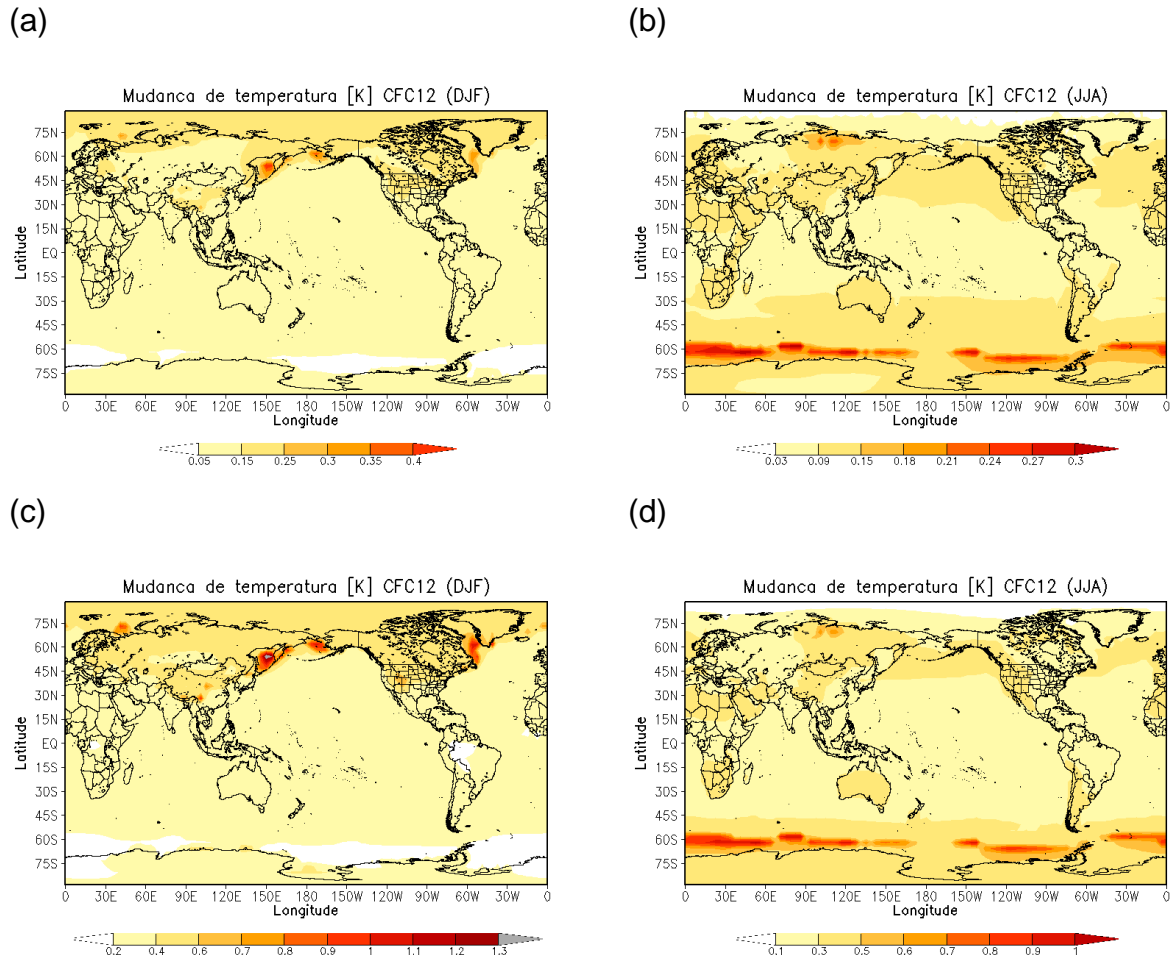 (a)
(b)
Mudanca de temperatura [K] CFC12 (DJF)
75N
60N
45N
30N
15N
EQ
15S
30S
45S
60S
75S
Latitude
0 30E 60E 90E 120E 150E 180 150W 120W 90W 60W 30W 0
Longitude
0.05 0.15 0.25 0.3 0.35 0.4
Mudanca de temperatura [K] CFC12 (JJA)
75N
60N
45N
30N
15N
EQ
15S
30S
45S
60S
75S
Latitude
0 30E 60E 90E 120E 150E 180 150W 120W 90W 60W 30W 0
Longitude
0.03 0.09 0.15 0.18 0.21 0.24 0.27 0.3
(c)
(d)
Mudanca de temperatura [K] CFC12 (DJF)
75N
60N
45N
30N
15N
EQ
15S
30S
45S
60S
75S
Latitude
0 30E 60E 90E 120E 150E 180 150W 120W 90W 60W 30W 0
Longitude
0.2 0.4 0.6 0.7 0.8 0.9 1 1.1 1.2 1.3
Mudanca de temperatura [K] CFC12 (JJA)
75N
60N
45N
30N
15N
EQ
15S
30S
45S
60S
75S
Latitude
0 30E 60E 90E 120E 150E 180 150W 120W 90W 60W 30W 0
Longitude
0.1 0.3 0.5 0.6 0.7 0.8 0.9 1